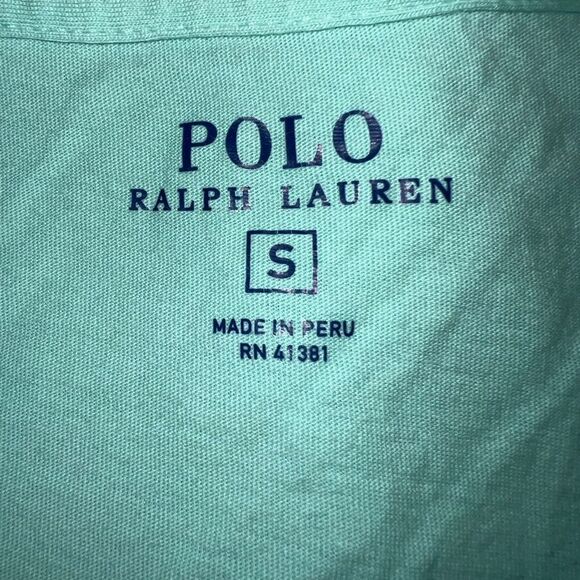 POLO
RALPH LAUREN
S
MADE IN PERU
RN 41381